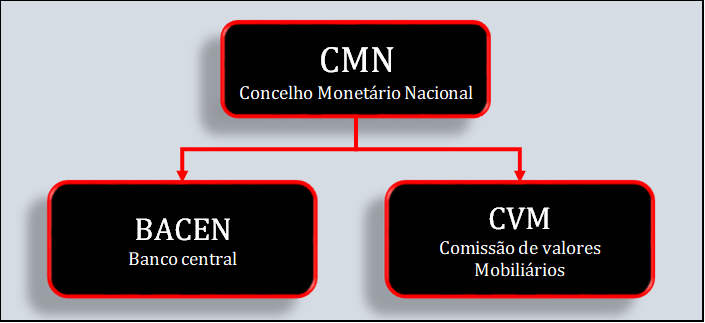 CMN
Concelho Monetário Nacional
BACEN
Banco central
CVM
Comissão de valores
Mobiliários